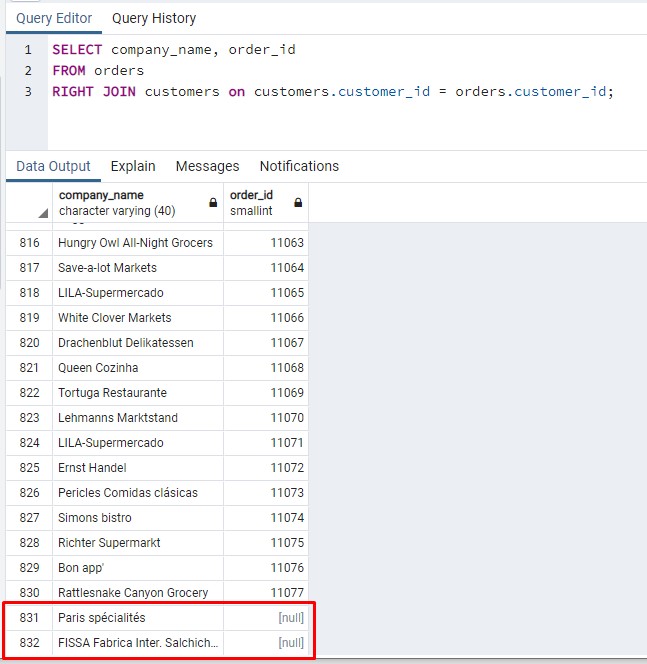 Query Editor Query History
1 SELECT company_name, order_id
2 FROM orders
3 RIGHT JOIN customers on customers.customer_id = orders.customer_id;
Data Output Explain Messages Notifications
company_name order_id
character varying (40) smallint
816 Hungry Owl All-Night Grocers 11063
817 Save-a-lot Markets 11064
818 LILA-Supermercado 11065
819 White Clover Markets 11066
820 Drachenblut Delikatessen 11067
821 Queen Cozinha 11068
822 Tortuga Restaurante 11069
823 Lehmanns Marktstand 11070
824 LILA-Supermercado 11071
825 Ernst Handel 11072
826 Pericles Comidas clásicas 11073
827 Simons bistro 11074
828 Richter Supermarkt 11075
829 Bon app' 11076
830 Rattlesnake Canyon Grocery 11077
831 Paris spécialités [null]
832 FISSA Fabrica Inter. Salchich... [null]